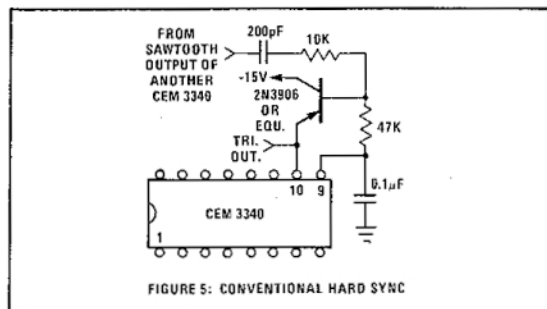 FROM
SAWTOOTH
OUTPUT OF
ANOTHER
CEM 3340
200pF
10K
-15V
2N3906
OR
EQU.
TRI.
OUT.
47K
0.1µF
10
9
CEM 3340
1
FIGURE 5: CONVENTIONAL HARD SYNC